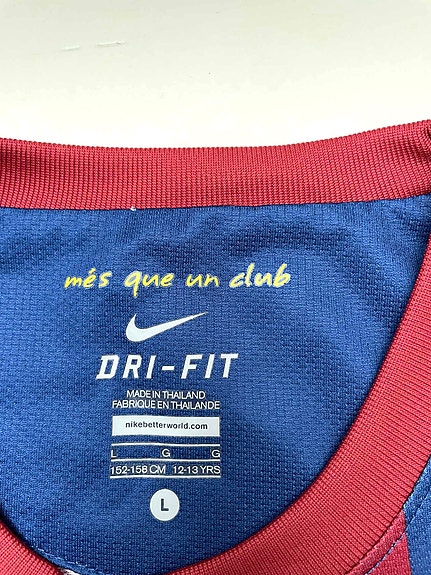 més que un club
DRI-FIT
MADE IN THAILAND
FABRIQUE EN THAILANDE
nikebetterworld.com
L G G
152-158 CM 12-13 YRS
L